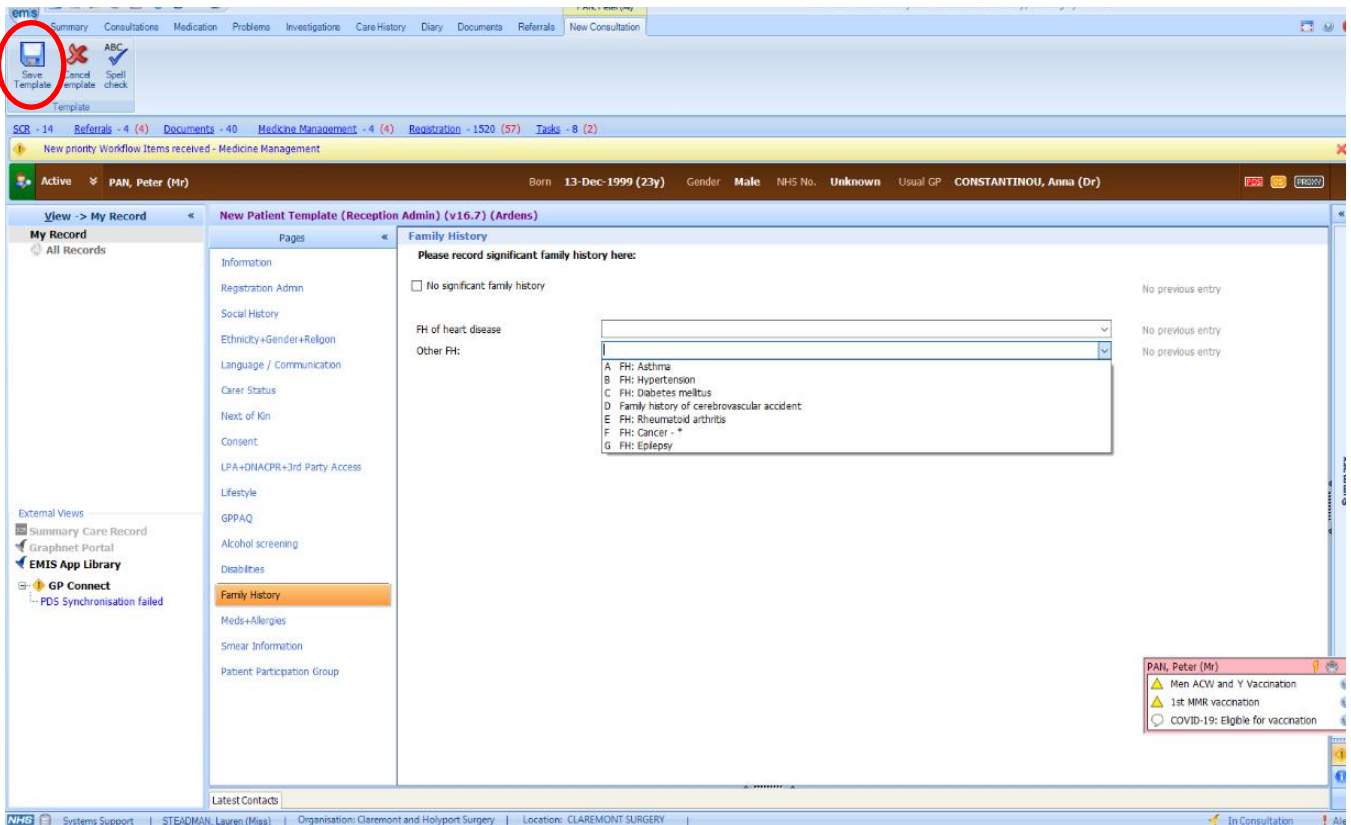 emis
PAN, Peter (Mr)
Summary Consultations Medication Problems Investigations Care History Diary Documents Referrals New Consultation
ABC
Save Template
Cancel Template
Spell check
Template
SCR - 14 Referrals - 4 (4) Documents - 40 Medicine Management - 4 (4) Registration - 1520 (57) Tasks - 8 (2)
New priority Workflow Items received - Medicine Management
Active PAN, Peter (Mr) Born 13-Dec-1999 (23y) Gender Male NHS No. Unknown Usual GP CONSTANTINOU, Anna (Dr) PDS OS PROXY
View -> My Record «
My Record
All Records
External Views
Summary Care Record
Graphnet Portal
EMIS App Library
GP Connect
PDS Synchronisation failed
New Patient Template (Reception Admin) (v16.7) (Ardens)
Pages «
Information
Registration Admin
Social History
Ethnicity+Gender+Religon
Language / Communication
Carer Status
Next of Kin
Consent
LPA+DNACPR+3rd Party Access
Lifestyle
GPPAQ
Alcohol screening
Disabilities
Family History
Meds+Allergies
Smear Information
Patient Participation Group
Family History
Please record significant family history here:
No significant family history No previous entry
FH of heart disease No previous entry
Other FH: No previous entry
A FH: Asthma
B FH: Hypertension
C FH: Diabetes mellitus
D Family history of cerebrovascular accident
E FH: Rheumatoid arthritis
F FH: Cancer - *
G FH: Epilepsy
PAN, Peter (Mr)
Men ACW and Y Vaccination
1st MMR vaccination
COVID-19: Eligible for vaccination
Latest Contacts
NHS Systems Support | STEADMAN, Lauren (Miss) | Organisation: Claremont and Holyport Surgery | Location: CLAREMONT SURGERY | In Consultation